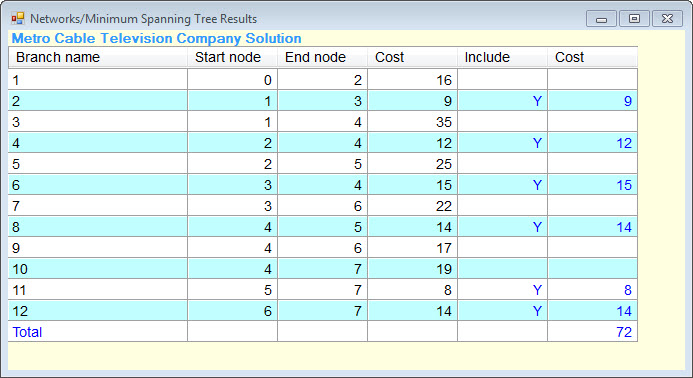 Networks/Minimum Spanning Tree Results
Metro Cable Television Company Solution
Branch name Start node End node Cost Include Cost
1 0 2 16
2 1 3 9 Y 9
3 1 4 35
4 2 4 12 Y 12
5 2 5 25
6 3 4 15 Y 15
7 3 6 22
8 4 5 14 Y 14
9 4 6 17
10 4 7 19
11 5 7 8 Y 8
12 6 7 14 Y 14
Total 72